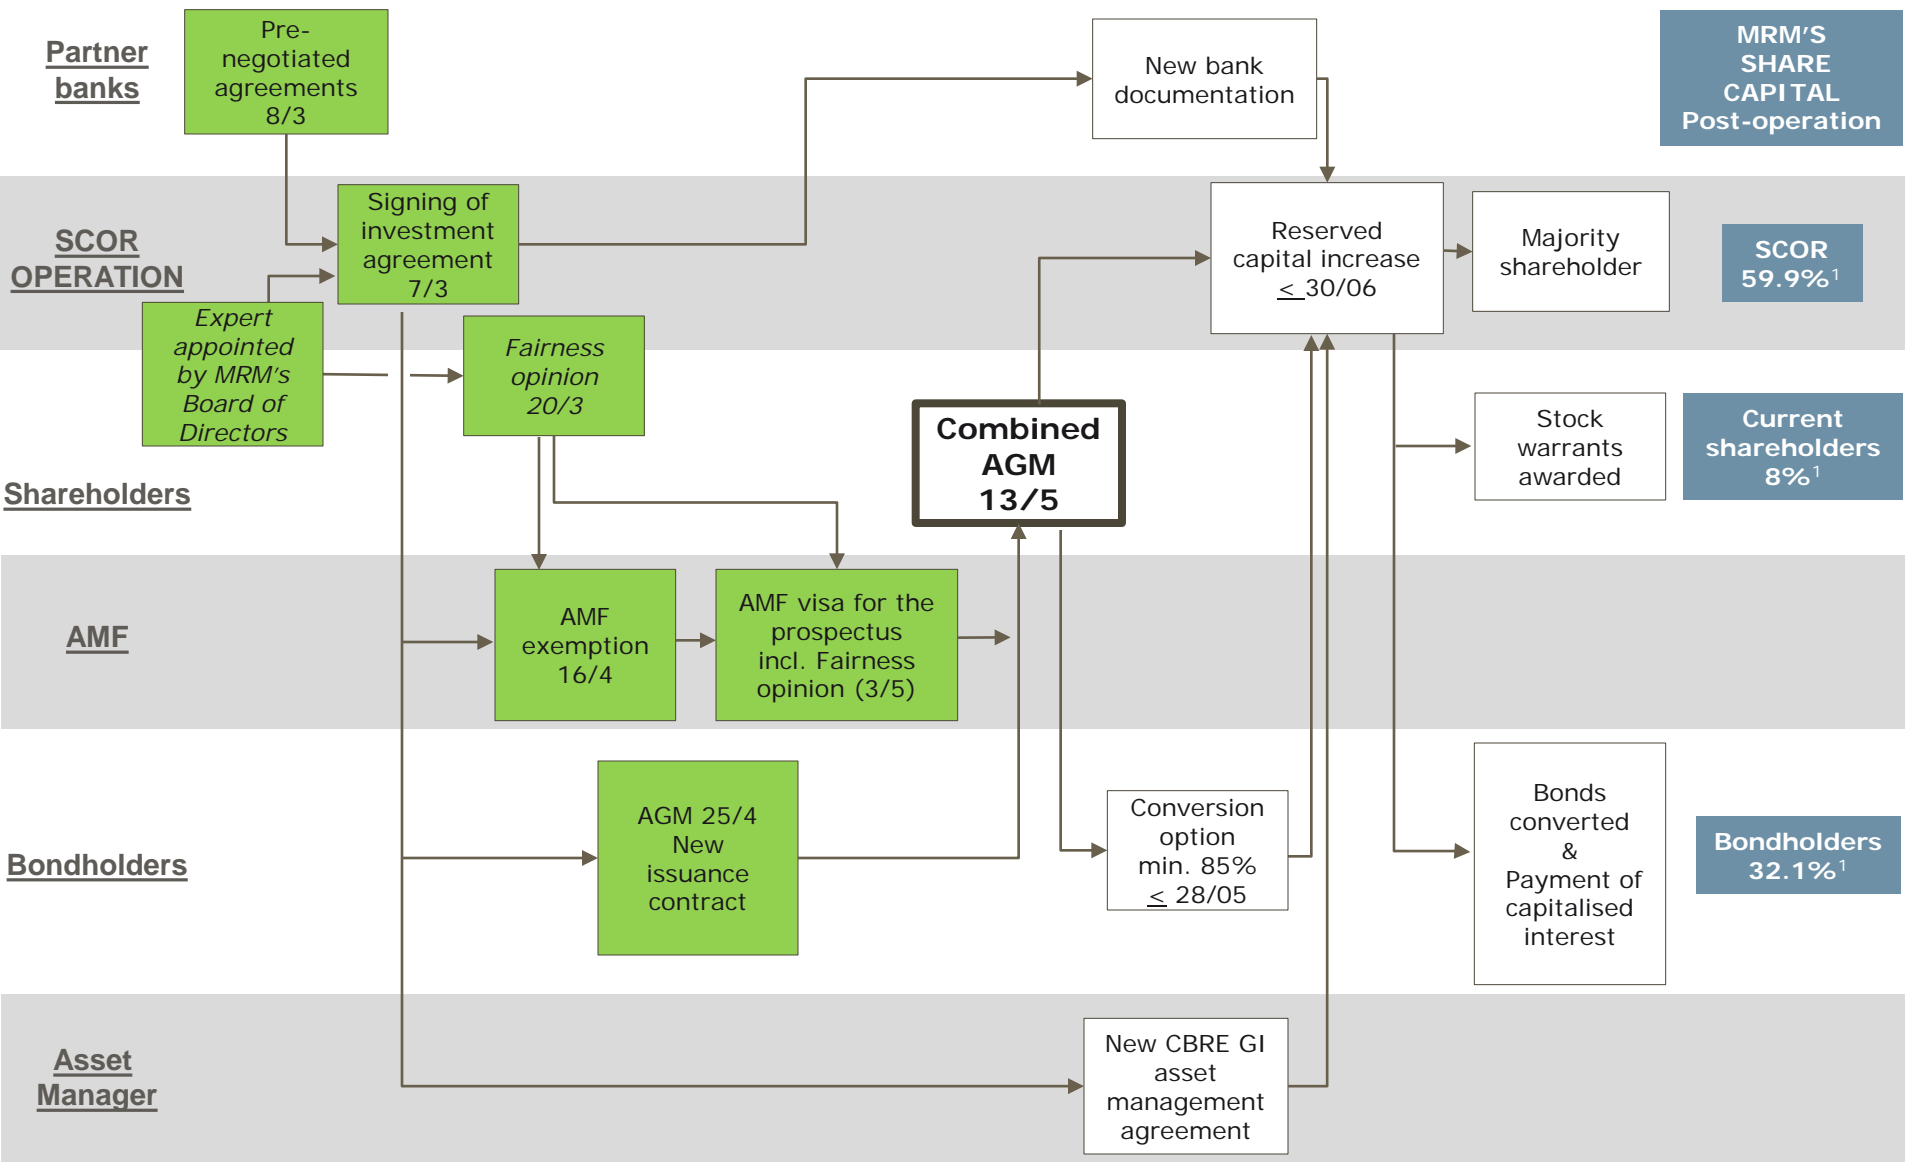 Partner
banks
Pre-
negotiated
agreements
8/3
New bank
documentation
MRM'S
SHARE
CAPITAL
Post-operation
SCOR
OPERATION
Signing of
investment
agreement
7/3
Reserved
capital increase
< 30/06
Majority
shareholder
SCOR
59.9%¹
Expert
appointed
by MRM's
Board of
Directors
Fairness
opinion
20/3
Shareholders
Combined
AGM
13/5
Stock
warrants
awarded
Current
shareholders
8%¹
AMF
AMF
exemption
16/4
AMF visa for the
prospectus
incl. Fairness
opinion (3/5)
Bondholders
AGM 25/4
New
issuance
contract
Conversion
option
min. 85%
< 28/05
Bonds
converted
&
Payment of
capitalised
interest
Bondholders
32.1%¹
Asset
Manager
New CBRE GI
asset
management
agreement